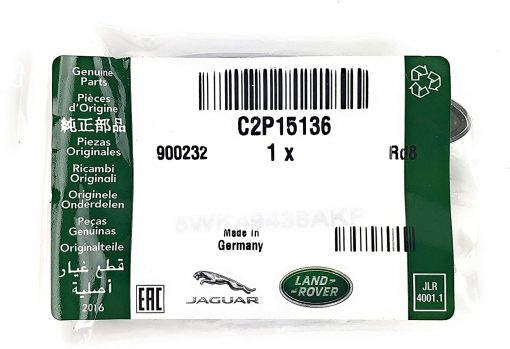 Genuine
Parts
Pièces
d'Origine
純正部品
Piezas
Originales
Ricambi
Originali
Originele
Onderdelen
Peças
Genuinas
Originalteile
قطع غيار
أصلية
2016
C2P15136
900232 1 x Rd8
Made in
Germany
EAC
JAGUAR
LAND-
ROVER
JLR
4001.1